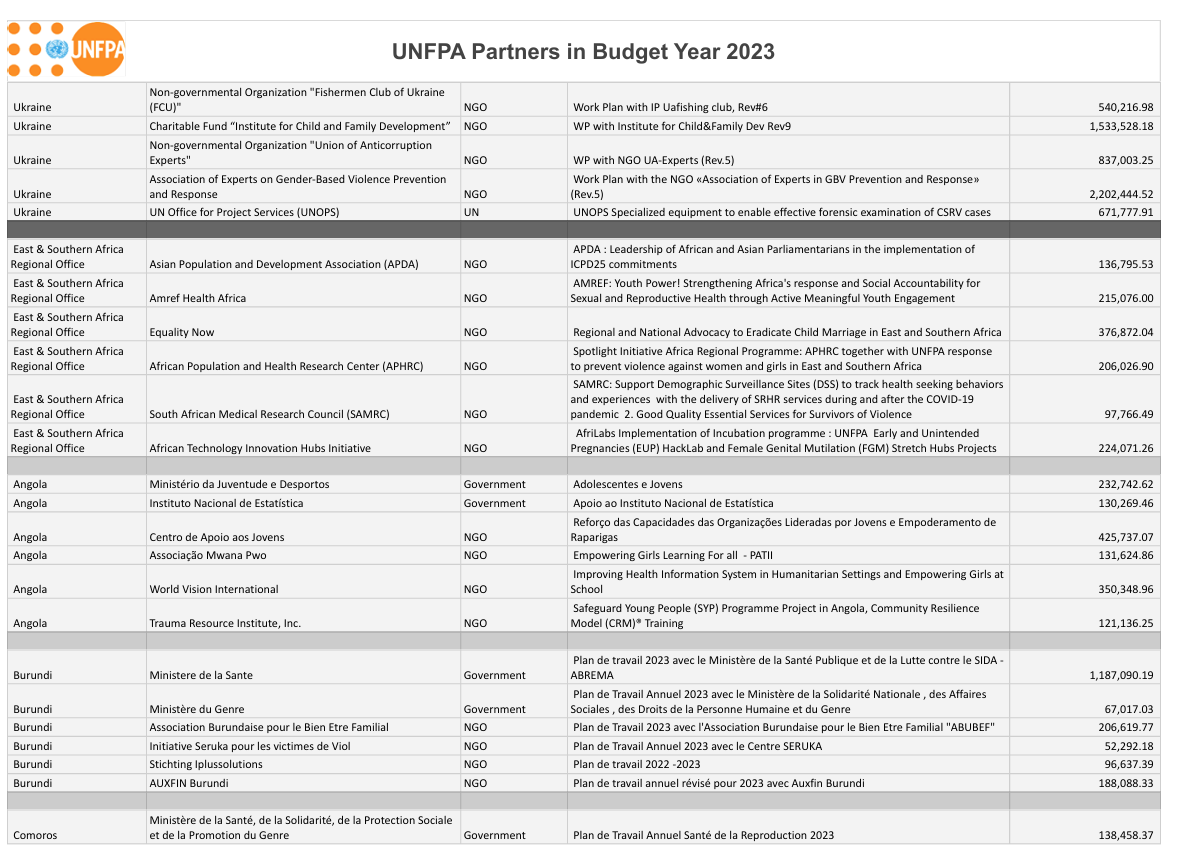 UNFPA
UNFPA Partners in Budget Year 2023
Non-governmental Organization "Fishermen Club of Ukraine
Ukraine (FCU)" NGO Work Plan with IP Uafishing club, Rev#6 540,216.98
Ukraine Charitable Fund “Institute for Child and Family Development” NGO WP with Institute for Child&Family Dev Rev9 1,533,528.18
Non-governmental Organization "Union of Anticorruption
Ukraine Experts" NGO WP with NGO UA-Experts (Rev.5) 837,003.25
Association of Experts on Gender-Based Violence Prevention Work Plan with the NGO «Association of Experts in GBV Prevention and Response»
Ukraine and Response NGO (Rev.5) 2,202,444.52
Ukraine UN Office for Project Services (UNOPS) UN UNOPS Specialized equipment to enable effective forensic examination of CSRV cases 671,777.91
East & Southern Africa APDA : Leadership of African and Asian Parliamentarians in the implementation of
Regional Office Asian Population and Development Association (APDA) NGO ICPD25 commitments 136,795.53
East & Southern Africa AMREF: Youth Power! Strengthening Africa's response and Social Accountability for
Regional Office Amref Health Africa NGO Sexual and Reproductive Health through Active Meaningful Youth Engagement 215,076.00
East & Southern Africa
Regional Office Equality Now NGO Regional and National Advocacy to Eradicate Child Marriage in East and Southern Africa 376,872.04
East & Southern Africa Spotlight Initiative Africa Regional Programme: APHRC together with UNFPA response
Regional Office African Population and Health Research Center (APHRC) NGO to prevent violence against women and girls in East and Southern Africa 206,026.90
SAMRC: Support Demographic Surveillance Sites (DSS) to track health seeking behaviors
East & Southern Africa and experiences with the delivery of SRHR services during and after the COVID-19
Regional Office South African Medical Research Council (SAMRC) NGO pandemic 2. Good Quality Essential Services for Survivors of Violence 97,766.49
East & Southern Africa AfriLabs Implementation of Incubation programme : UNFPA Early and Unintended
Regional Office African Technology Innovation Hubs Initiative NGO Pregnancies (EUP) HackLab and Female Genital Mutilation (FGM) Stretch Hubs Projects 224,071.26
Angola Ministério da Juventude e Desportos Government Adolescentes e Jovens 232,742.62
Angola Instituto Nacional de Estatística Government Apoio ao Instituto Nacional de Estatística 130,269.46
Reforço das Capacidades das Organizações Lideradas por Jovens e Empoderamento de
Angola Centro de Apoio aos Jovens NGO Raparigas 425,737.07
Angola Associação Mwana Pwo NGO Empowering Girls Learning For all - PATII 131,624.86
Improving Health Information System in Humanitarian Settings and Empowering Girls at
Angola World Vision International NGO School 350,348.96
Safeguard Young People (SYP) Programme Project in Angola, Community Resilience
Angola Trauma Resource Institute, Inc. NGO Model (CRM)® Training 121,136.25
Plan de travail 2023 avec le Ministère de la Santé Publique et de la Lutte contre le SIDA -
Burundi Ministere de la Sante Government ABREMA 1,187,090.19
Plan de Travail Annuel 2023 avec le Ministère de la Solidarité Nationale , des Affaires
Burundi Ministère du Genre Government Sociales , des Droits de la Personne Humaine et du Genre 67,017.03
Burundi Association Burundaise pour le Bien Etre Familial NGO Plan de Travail 2023 avec l'Association Burundaise pour le Bien Etre Familial "ABUBEF" 206,619.77
Burundi Initiative Seruka pour les victimes de Viol NGO Plan de Travail Annuel 2023 avec le Centre SERUKA 52,292.18
Burundi Stichting Iplussolutions NGO Plan de travail 2022 -2023 96,637.39
Burundi AUXFIN Burundi NGO Plan de travail annuel révisé pour 2023 avec Auxfin Burundi 188,088.33
Ministère de la Santé, de la Solidarité, de la Protection Sociale
Comoros et de la Promotion du Genre Government Plan de Travail Annuel Santé de la Reproduction 2023 138,458.37